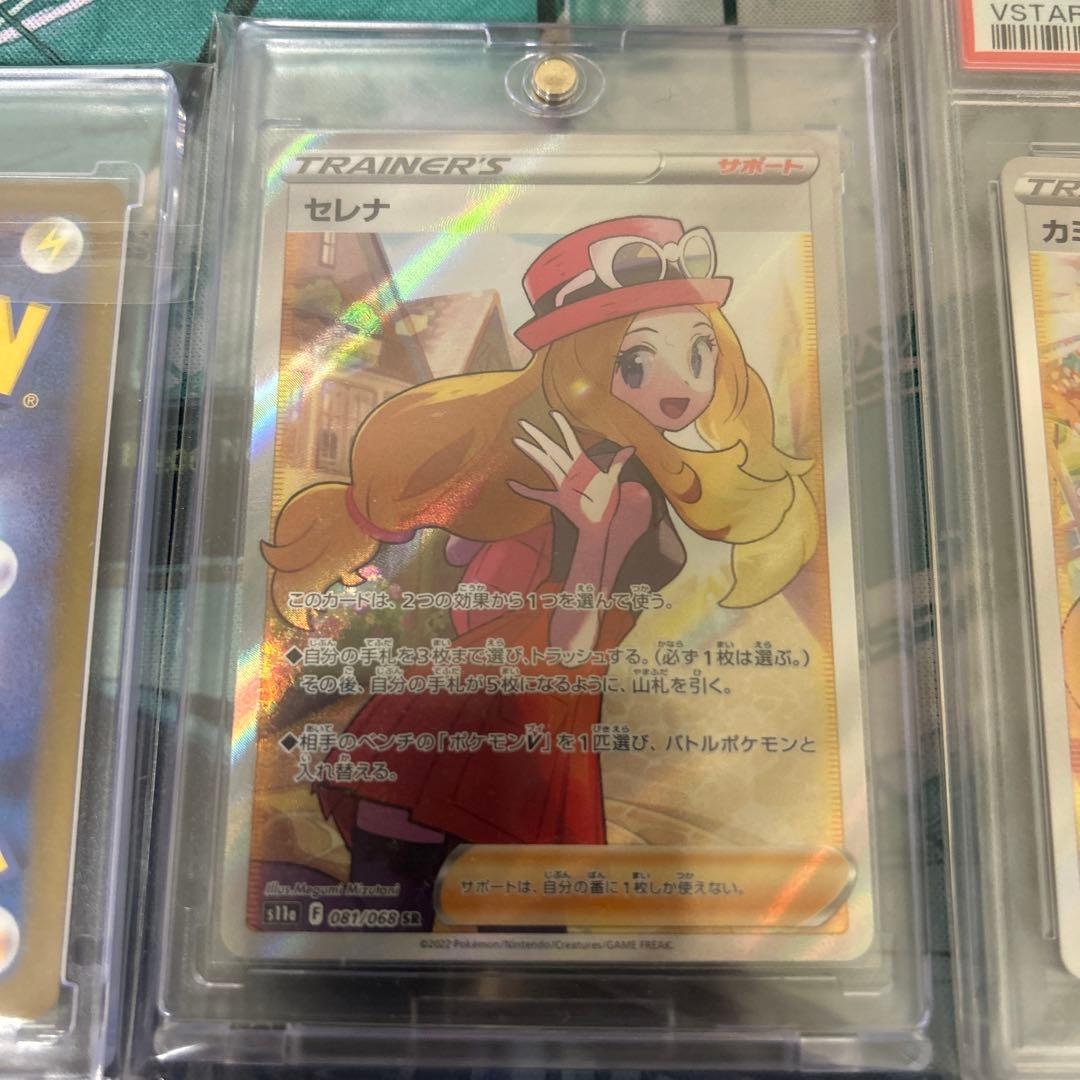 VSTAR
TRAINER'S
サポート
セレナ
このカードは、2つの効果から1つを選んで使う。
◆自分の手札を3枚まで選び、トラッシュする。(必ず1枚は選ぶ。)
その後、自分の手札が5枚になるように、山札を引く。
◆相手のベンチの「ポケモンV」を1匹選び、バトルポケモンと
入れ替える。
サポートは、自分の番に1枚しか使えない。
Illus. Megumi Mizutani
s11a F 081/068 SR
©2022 Pokémon/Nintendo/Creatures/GAME FREAK.
N®
TR
カミ